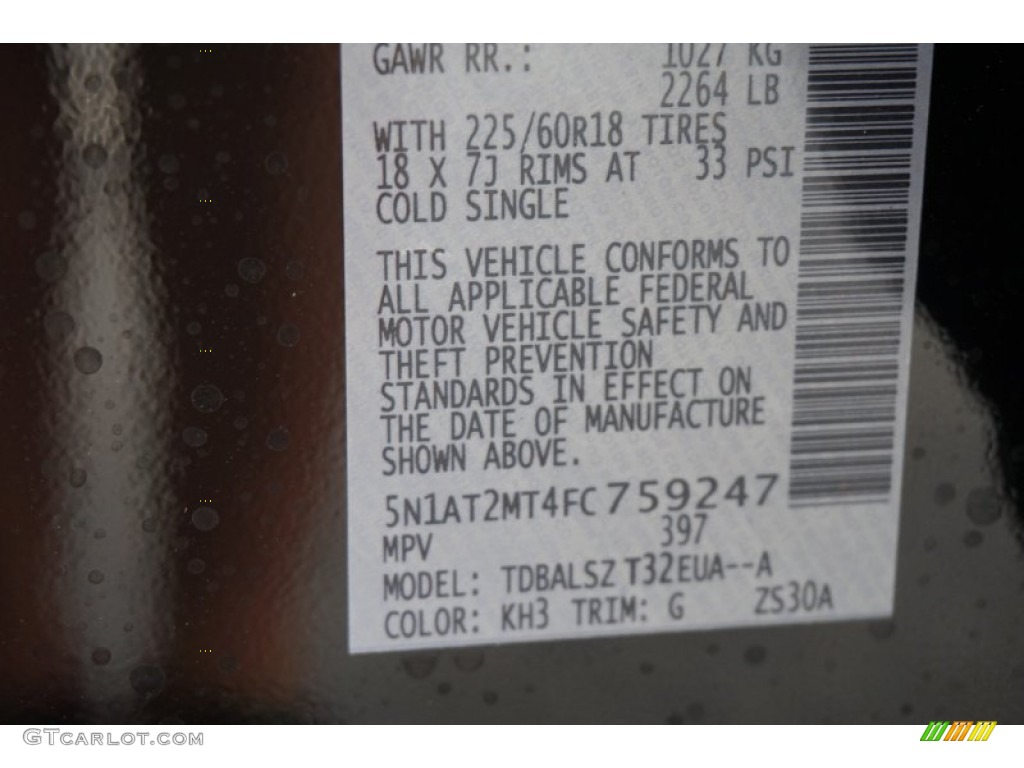 GAWR RR.: 1027 KG
2264 LB
WITH 225/60R18 TIRES
18 X 7J RIMS AT 33 PSI
COLD SINGLE
THIS VEHICLE CONFORMS TO
ALL APPLICABLE FEDERAL
MOTOR VEHICLE SAFETY AND
THEFT PREVENTION
STANDARDS IN EFFECT ON
THE DATE OF MANUFACTURE
SHOWN ABOVE.
5N1AT2MT4FC759247
MPV 397
MODEL: TDBALSZ T32EUA--A
COLOR: KH3 TRIM: G ZS30A
GTCARLOT.COM